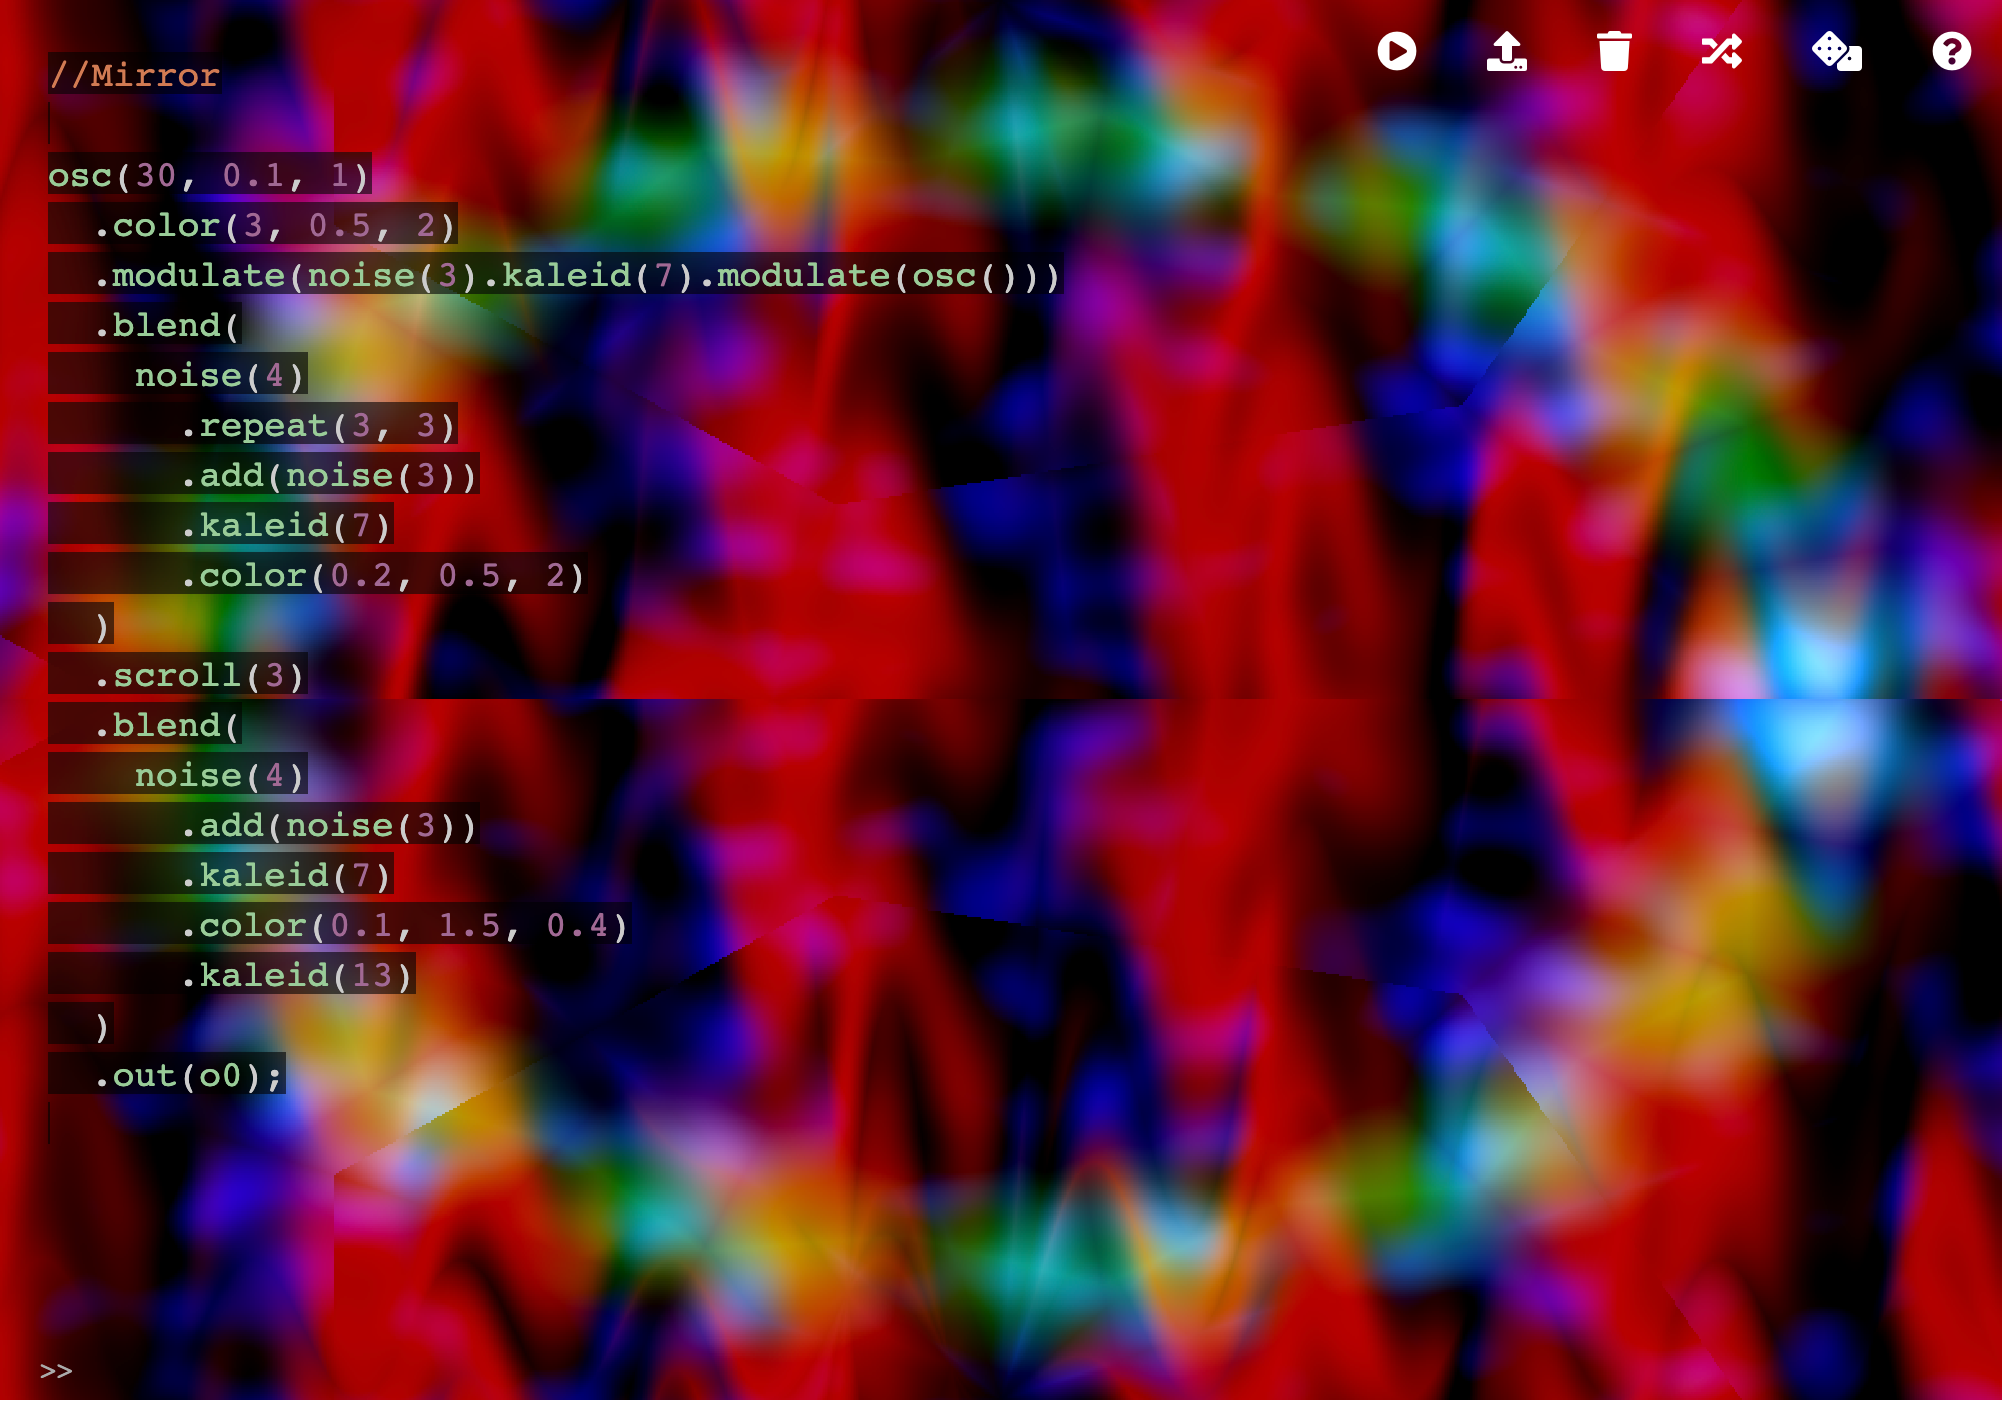 //Mirror
osc(30, 0.1, 1)
  .color(3, 0.5, 2)
  .modulate(noise(3).kaleid(7).modulate(osc()))
  .blend(
    noise(4)
      .repeat(3, 3)
      .add(noise(3))
      .kaleid(7)
      .color(0.2, 0.5, 2)
  )
  .scroll(3)
  .blend(
    noise(4)
      .add(noise(3))
      .kaleid(7)
      .color(0.1, 1.5, 0.4)
      .kaleid(13)
  )
  .out(o0);
>>